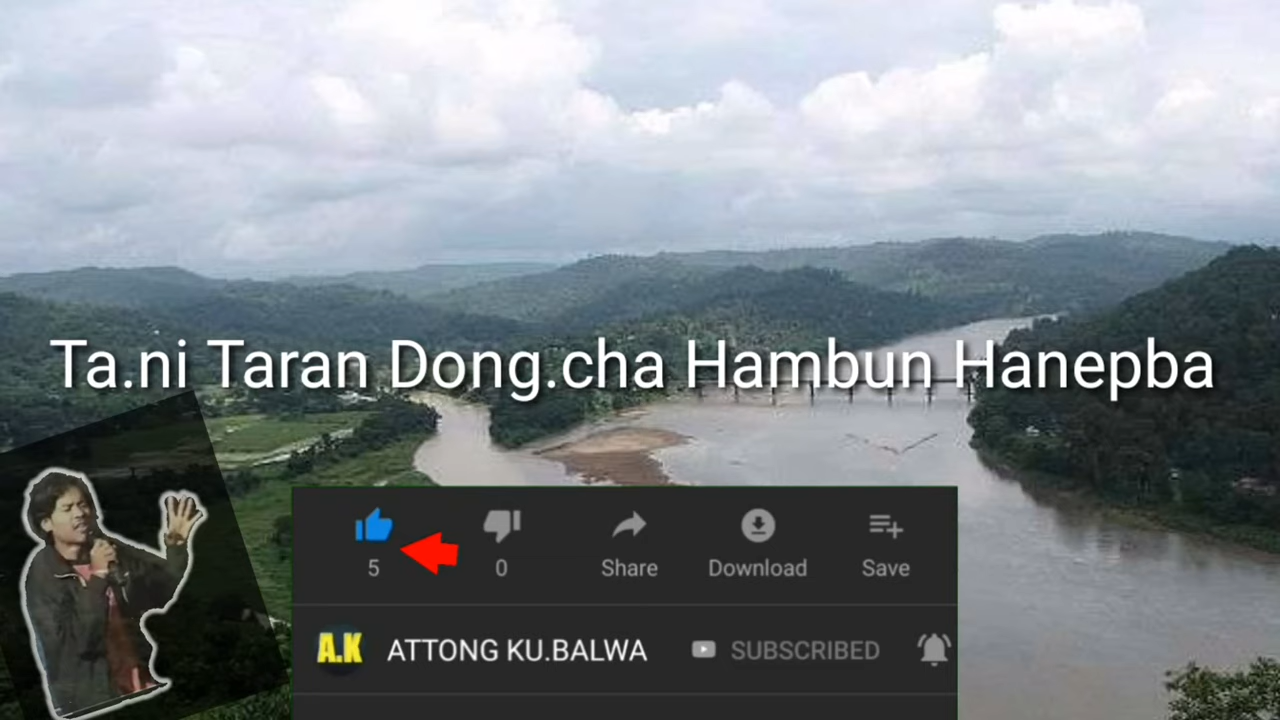 Ta.ni Taran Dong.cha Hambun Hanepba
5 0 Share Download Save
A.K ATTONG KU.BALWA SUBSCRIBED